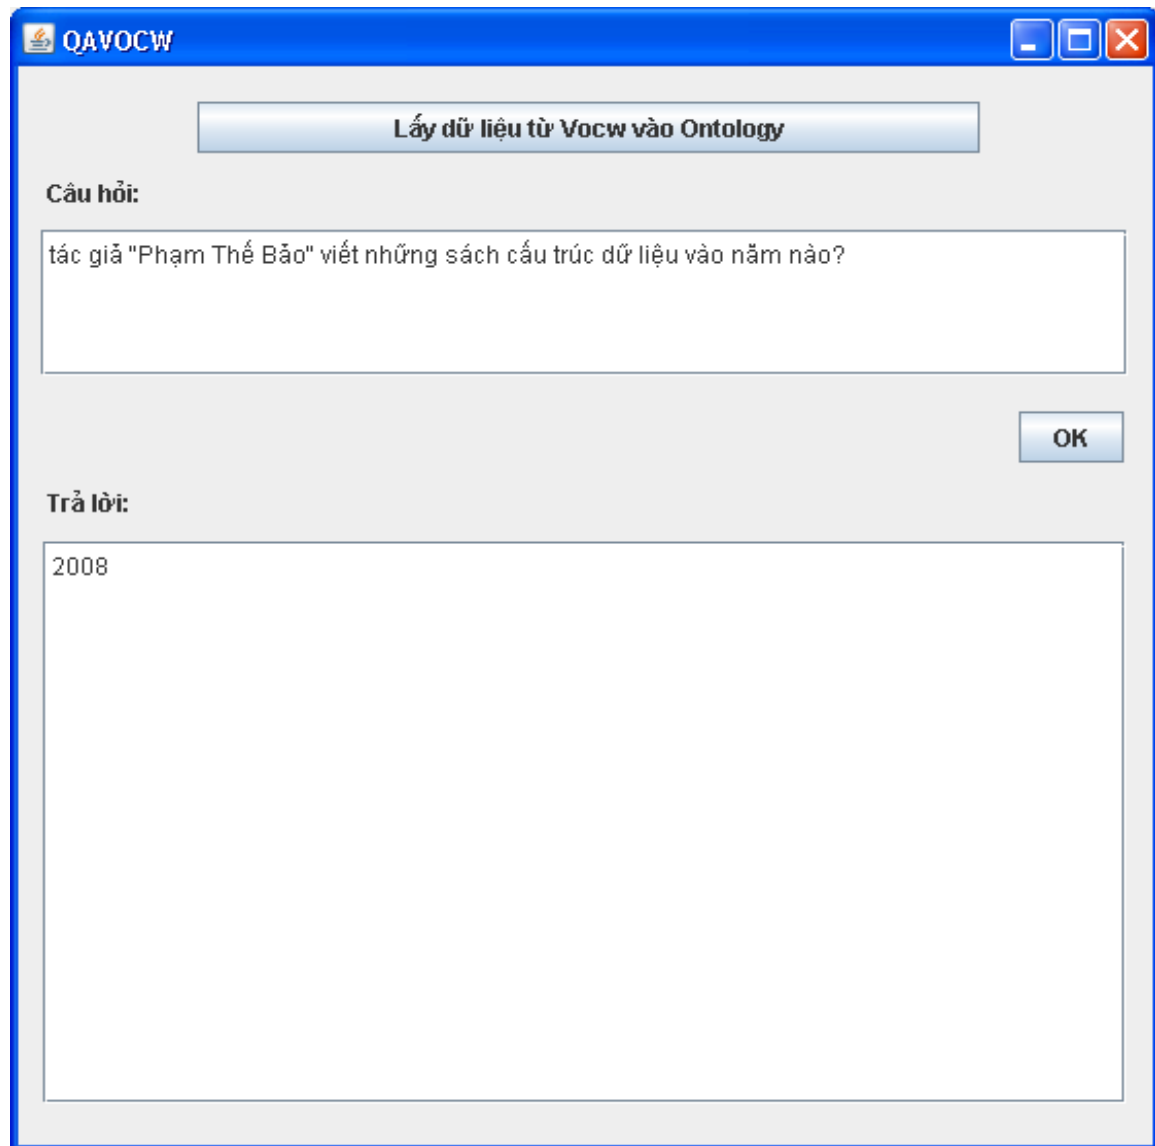 QAVOCW
Lấy dữ liệu từ Vocw vào Ontology
Câu hỏi:
tác giả "Phạm Thế Bảo" viết những sách cấu trúc dữ liệu vào năm nào?
OK
Trả lời:
2008